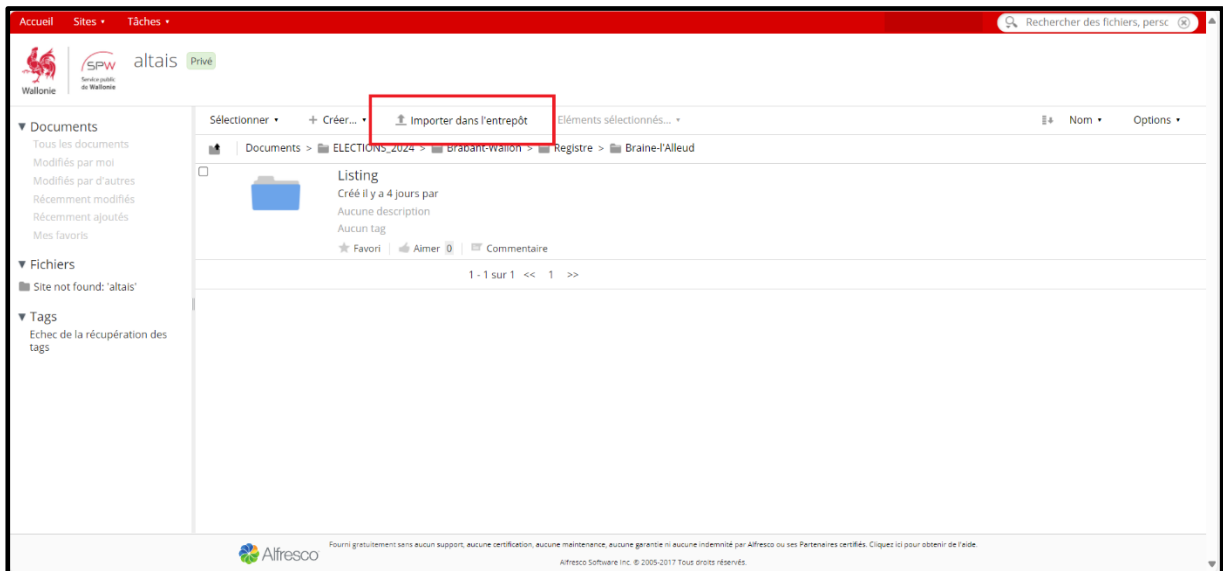 Accueil Sites Tâches Rechercher des fichiers, persc
Wallonie
SPW
Service public
de Wallonie
altais Privé
Documents
Tous les documents
Modifiés par moi
Modifiés par d'autres
Récemment modifiés
Récemment ajoutés
Mes favoris
Fichiers
Site not found: 'altais'
Tags
Echec de la récupération des
tags
Sélectionner + Créer... Importer dans l'entrepôt Eléments sélectionnés... Nom Options
Documents > ELECTIONS_2024 > Brabant-Wallon > Registre > Braine-l'Alleud
Listing
Créé il y a 4 jours par
Aucune description
Aucun tag
Favori Aimer 0 Commentaire
1 - 1 sur 1 << 1 >>
Alfresco
Fourni gratuitement sans aucun support, aucune certification, aucune maintenance, aucune garantie ni aucune indemnité par Alfresco ou ses Partenaires certifiés. Cliquez ici pour obtenir de l'aide.
Alfresco Software Inc. © 2005-2017 Tous droits réservés.